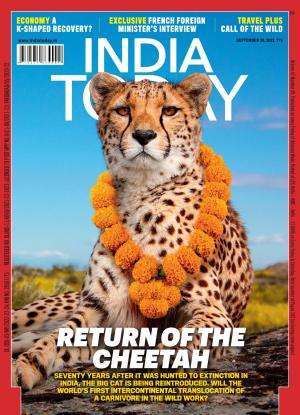 ECONOMY A
K-SHAPED RECOVERY?
EXCLUSIVE FRENCH FOREIGN
MINISTER'S INTERVIEW
TRAVEL PLUS
CALL OF THE WILD
www.indiatoday.in
INDIA
TODAY
RETURN OF THE
CHEETAH
SEVENTY YEARS AFTER IT WAS HUNTED TO EXTINCTION IN
INDIA, THE BIG CAT IS BEING REINTRODUCED. WILL THE
WORLD'S FIRST INTERCONTINENTAL TRANSLOCATION OF
A CARNIVORE IN THE WILD WORK?